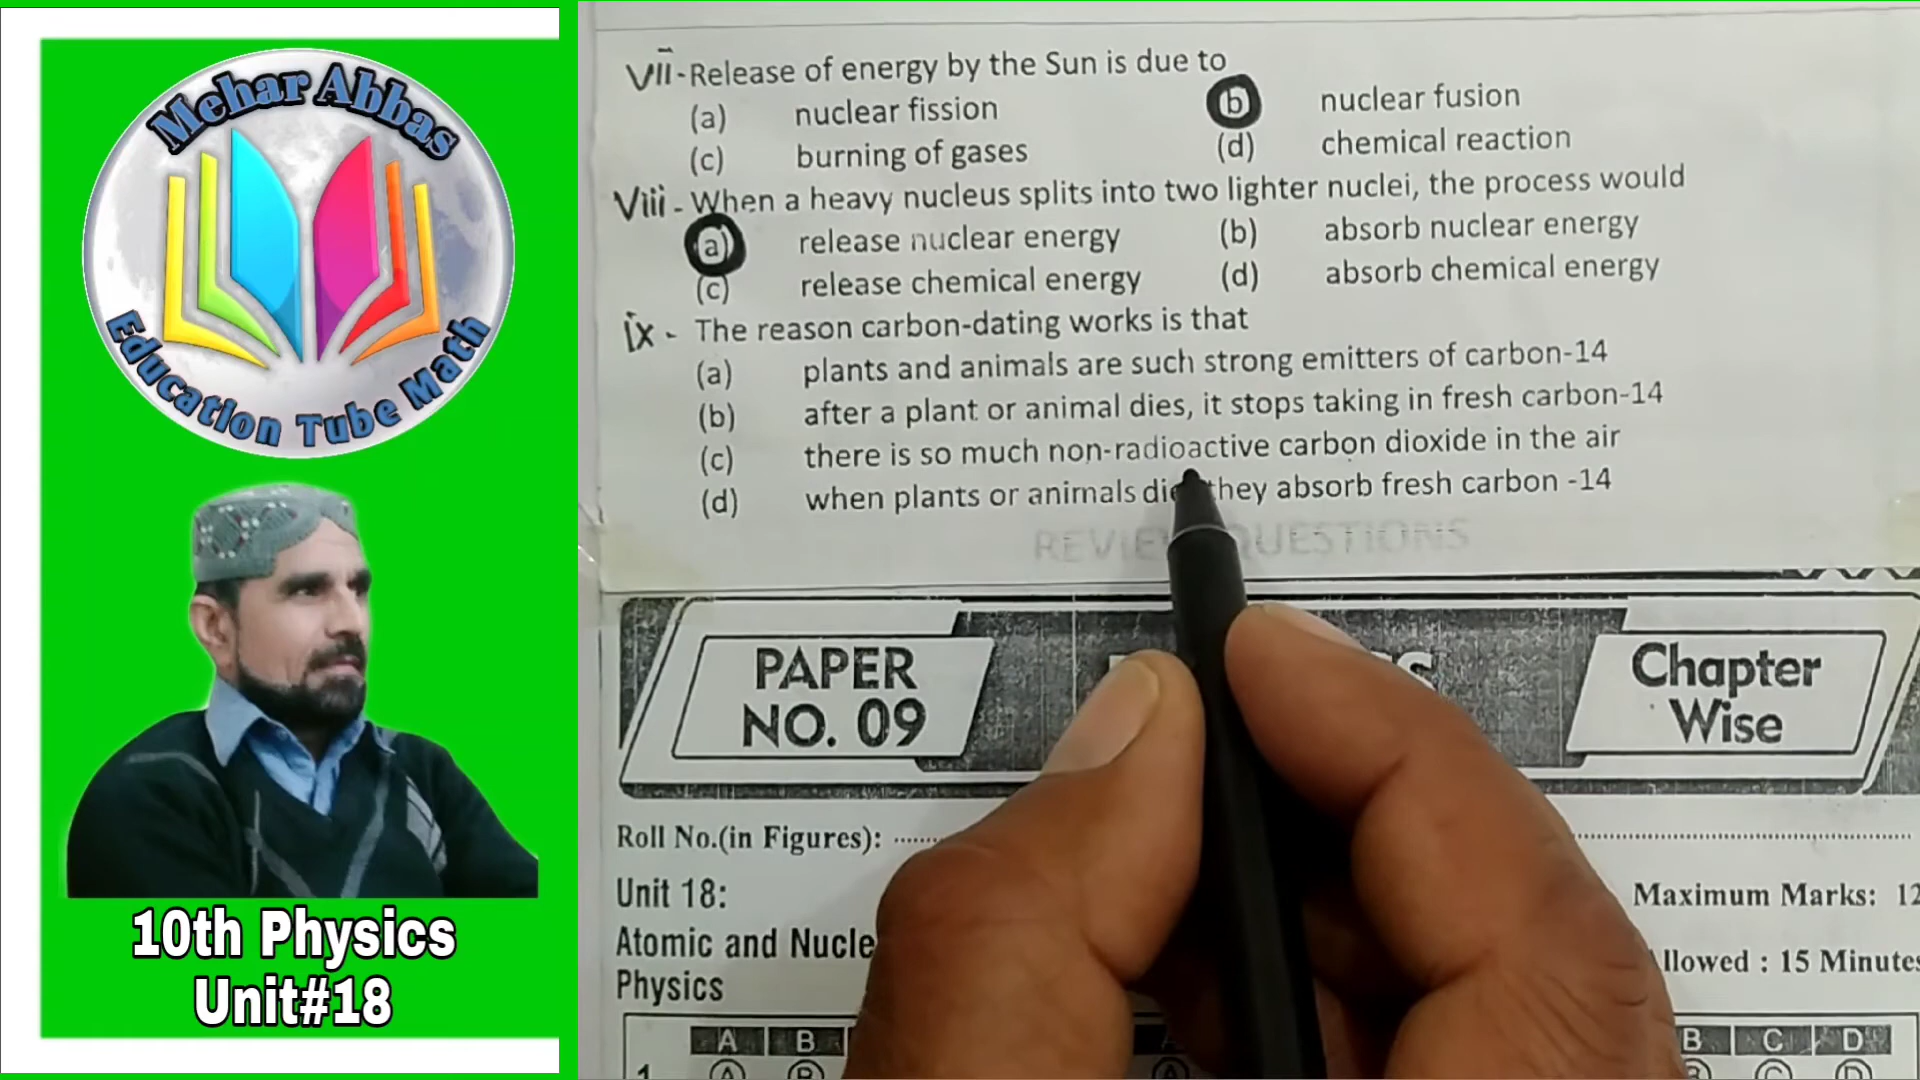 Mehar Abbas
Education Tube Math
10th Physics
Unit#18
vii-Release of energy by the Sun is due to
(a) nuclear fission (b) nuclear fusion
(c) burning of gases (d) chemical reaction
Viii - When a heavy nucleus splits into two lighter nuclei, the process would
(a) release nuclear energy (b) absorb nuclear energy
(c) release chemical energy (d) absorb chemical energy
ix - The reason carbon-dating works is that
(a) plants and animals are such strong emitters of carbon-14
(b) after a plant or animal dies, it stops taking in fresh carbon-14
(c) there is so much non-radioactive carbon dioxide in the air
(d) when plants or animals die they absorb fresh carbon -14
REVIEW QUESTIONS
PAPER
NO. 09
Chapter
Wise
Roll No.(in Figures):
Unit 18:
Maximum Marks: 12
Atomic and Nucle
llowed : 15 Minutes
Physics
A B A B C D
1 A B A B C D